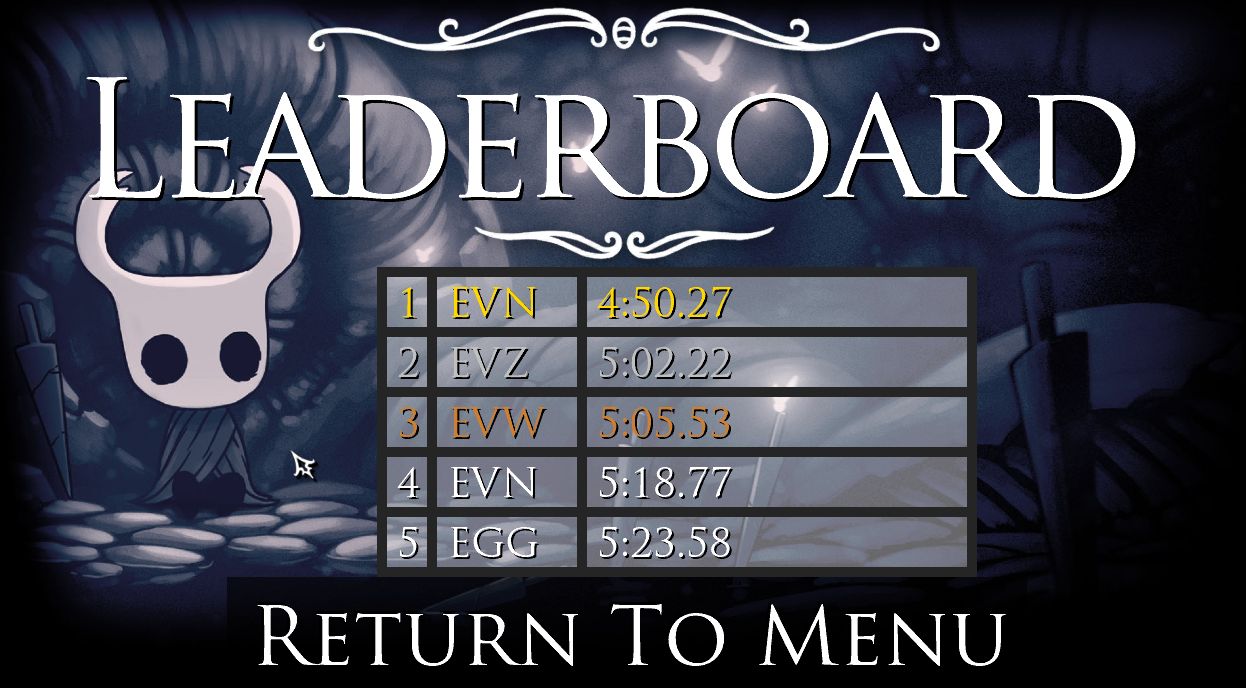 LEADERBOARD
1 EVN 4:50.27
2 EVZ 5:02.22
3 EVW 5:05.53
4 EVN 5:18.77
5 EGG 5:23.58
RETURN TO MENU